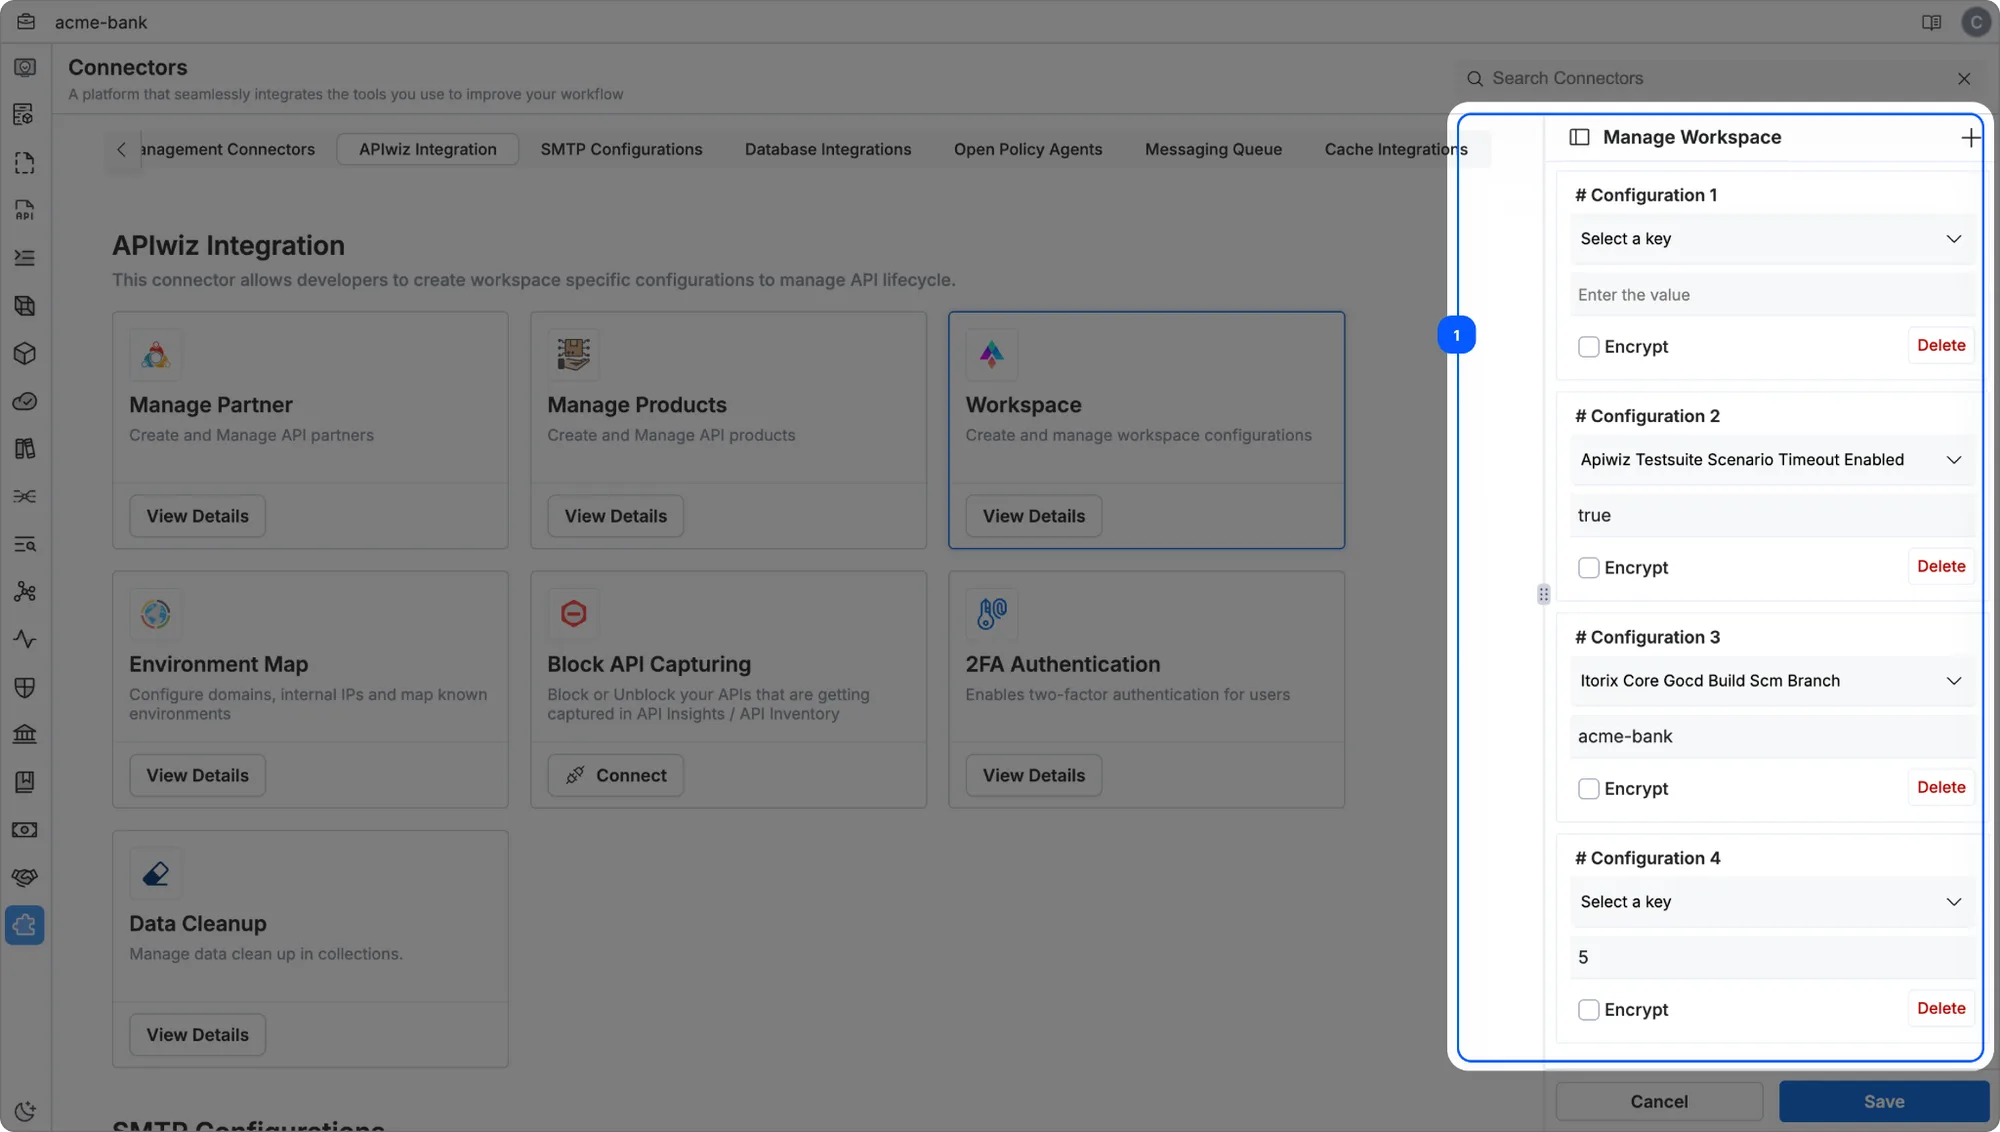 acme-bank
C
Connectors
A platform that seamlessly integrates the tools you use to improve your workflow
Search Connectors
anagement Connectors
APIwiz Integration
SMTP Configurations
Database Integrations
Open Policy Agents
Messaging Queue
Cache Integrations
API
APIwiz Integration
This connector allows developers to create workspace specific configurations to manage API lifecycle.
Manage Partner
Create and Manage API partners
View Details
Manage Products
Create and Manage API products
View Details
Workspace
Create and manage workspace configurations
View Details
Environment Map
Configure domains, internal IPs and map known
environments
View Details
Block API Capturing
Block or Unblock your APIs that are getting
captured in API Insights / API Inventory
Connect
2FA Authentication
Enables two-factor authentication for users
View Details
Data Cleanup
Manage data clean up in collections.
View Details
SMTP Configurations
1
Manage Workspace
# Configuration 1
Select a key
Enter the value
Encrypt
Delete
# Configuration 2
Apiwiz Testsuite Scenario Timeout Enabled
true
Encrypt
Delete
# Configuration 3
Itorix Core Gocd Build Scm Branch
acme-bank
Encrypt
Delete
# Configuration 4
Select a key
5
Encrypt
Delete
Cancel
Save